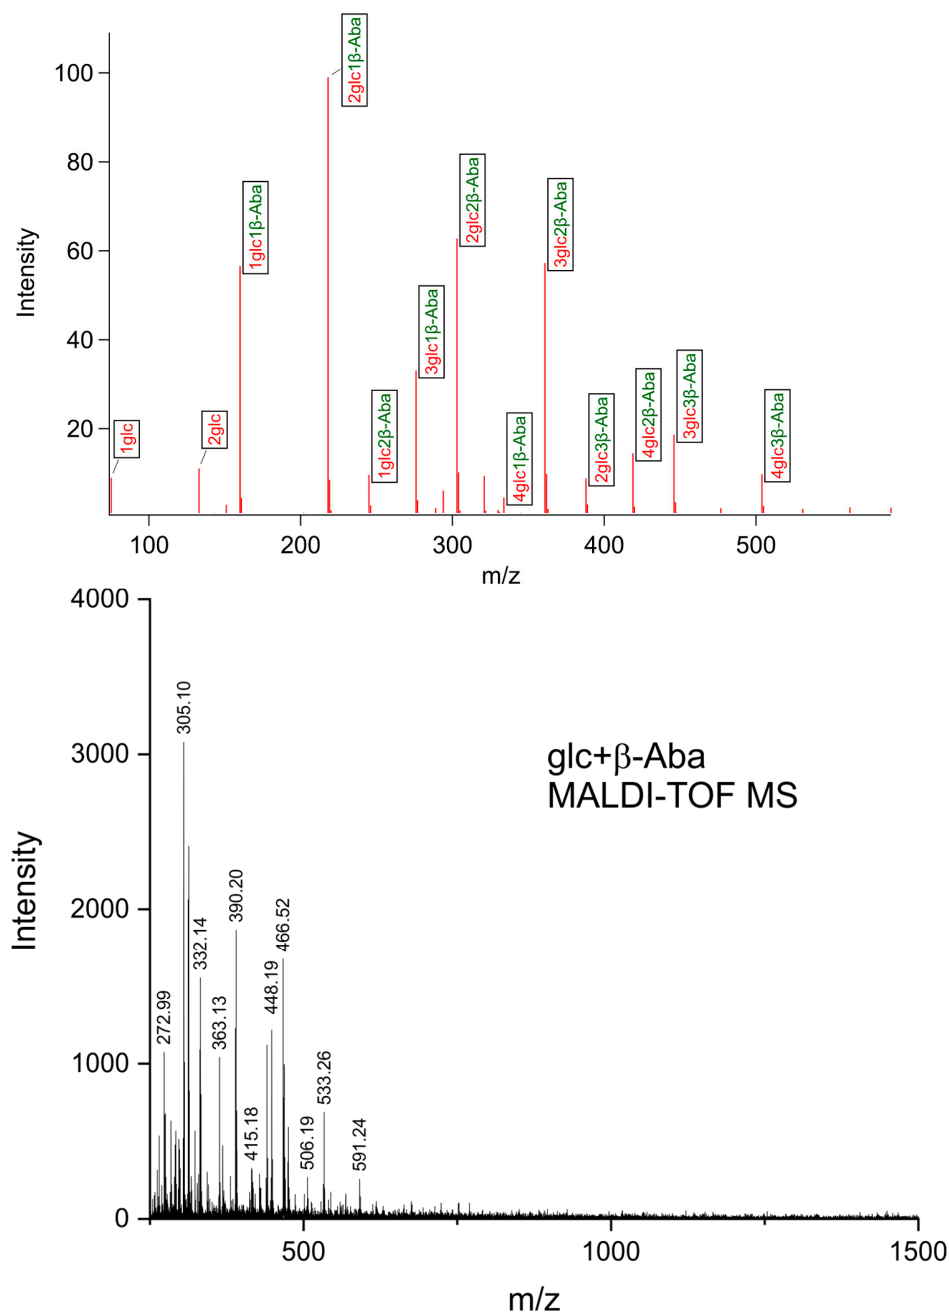 100
80
60
40
20
Intensity
1glc
2glc
1glc1β-Aba
2glc1β-Aba
1glc2β-Aba
3glc1β-Aba
2glc2β-Aba
4glc1β-Aba
3glc2β-Aba
2glc3β-Aba
4glc2β-Aba
3glc3β-Aba
4glc3β-Aba
100
200
300
400
500
m/z
4000
3000
2000
1000
0
Intensity
272.99
305.10
332.14
363.13
390.20
415.18
448.19
466.52
506.19
533.26
591.24
glc+β-Aba
MALDI-TOF MS
500
1000
1500
m/z